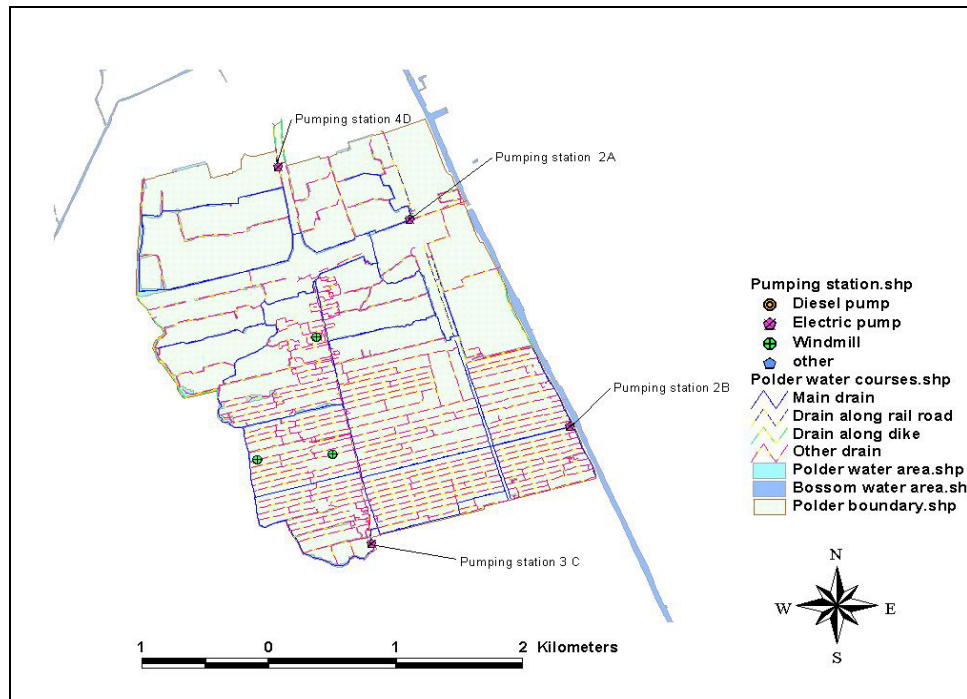 Pumping station 4D
Pumping station 2A
Pumping station 2B
Pumping station 3 C
Pumping station.shp
Diesel pump
Electric pump
Windmill
other
Polder water courses.shp
Main drain
Drain along rail road
Drain along dike
Other drain
Polder water area.shp
Bossom water area.sh
Polder boundary.shp
N
W E
S
1 0 1 2 Kilometers